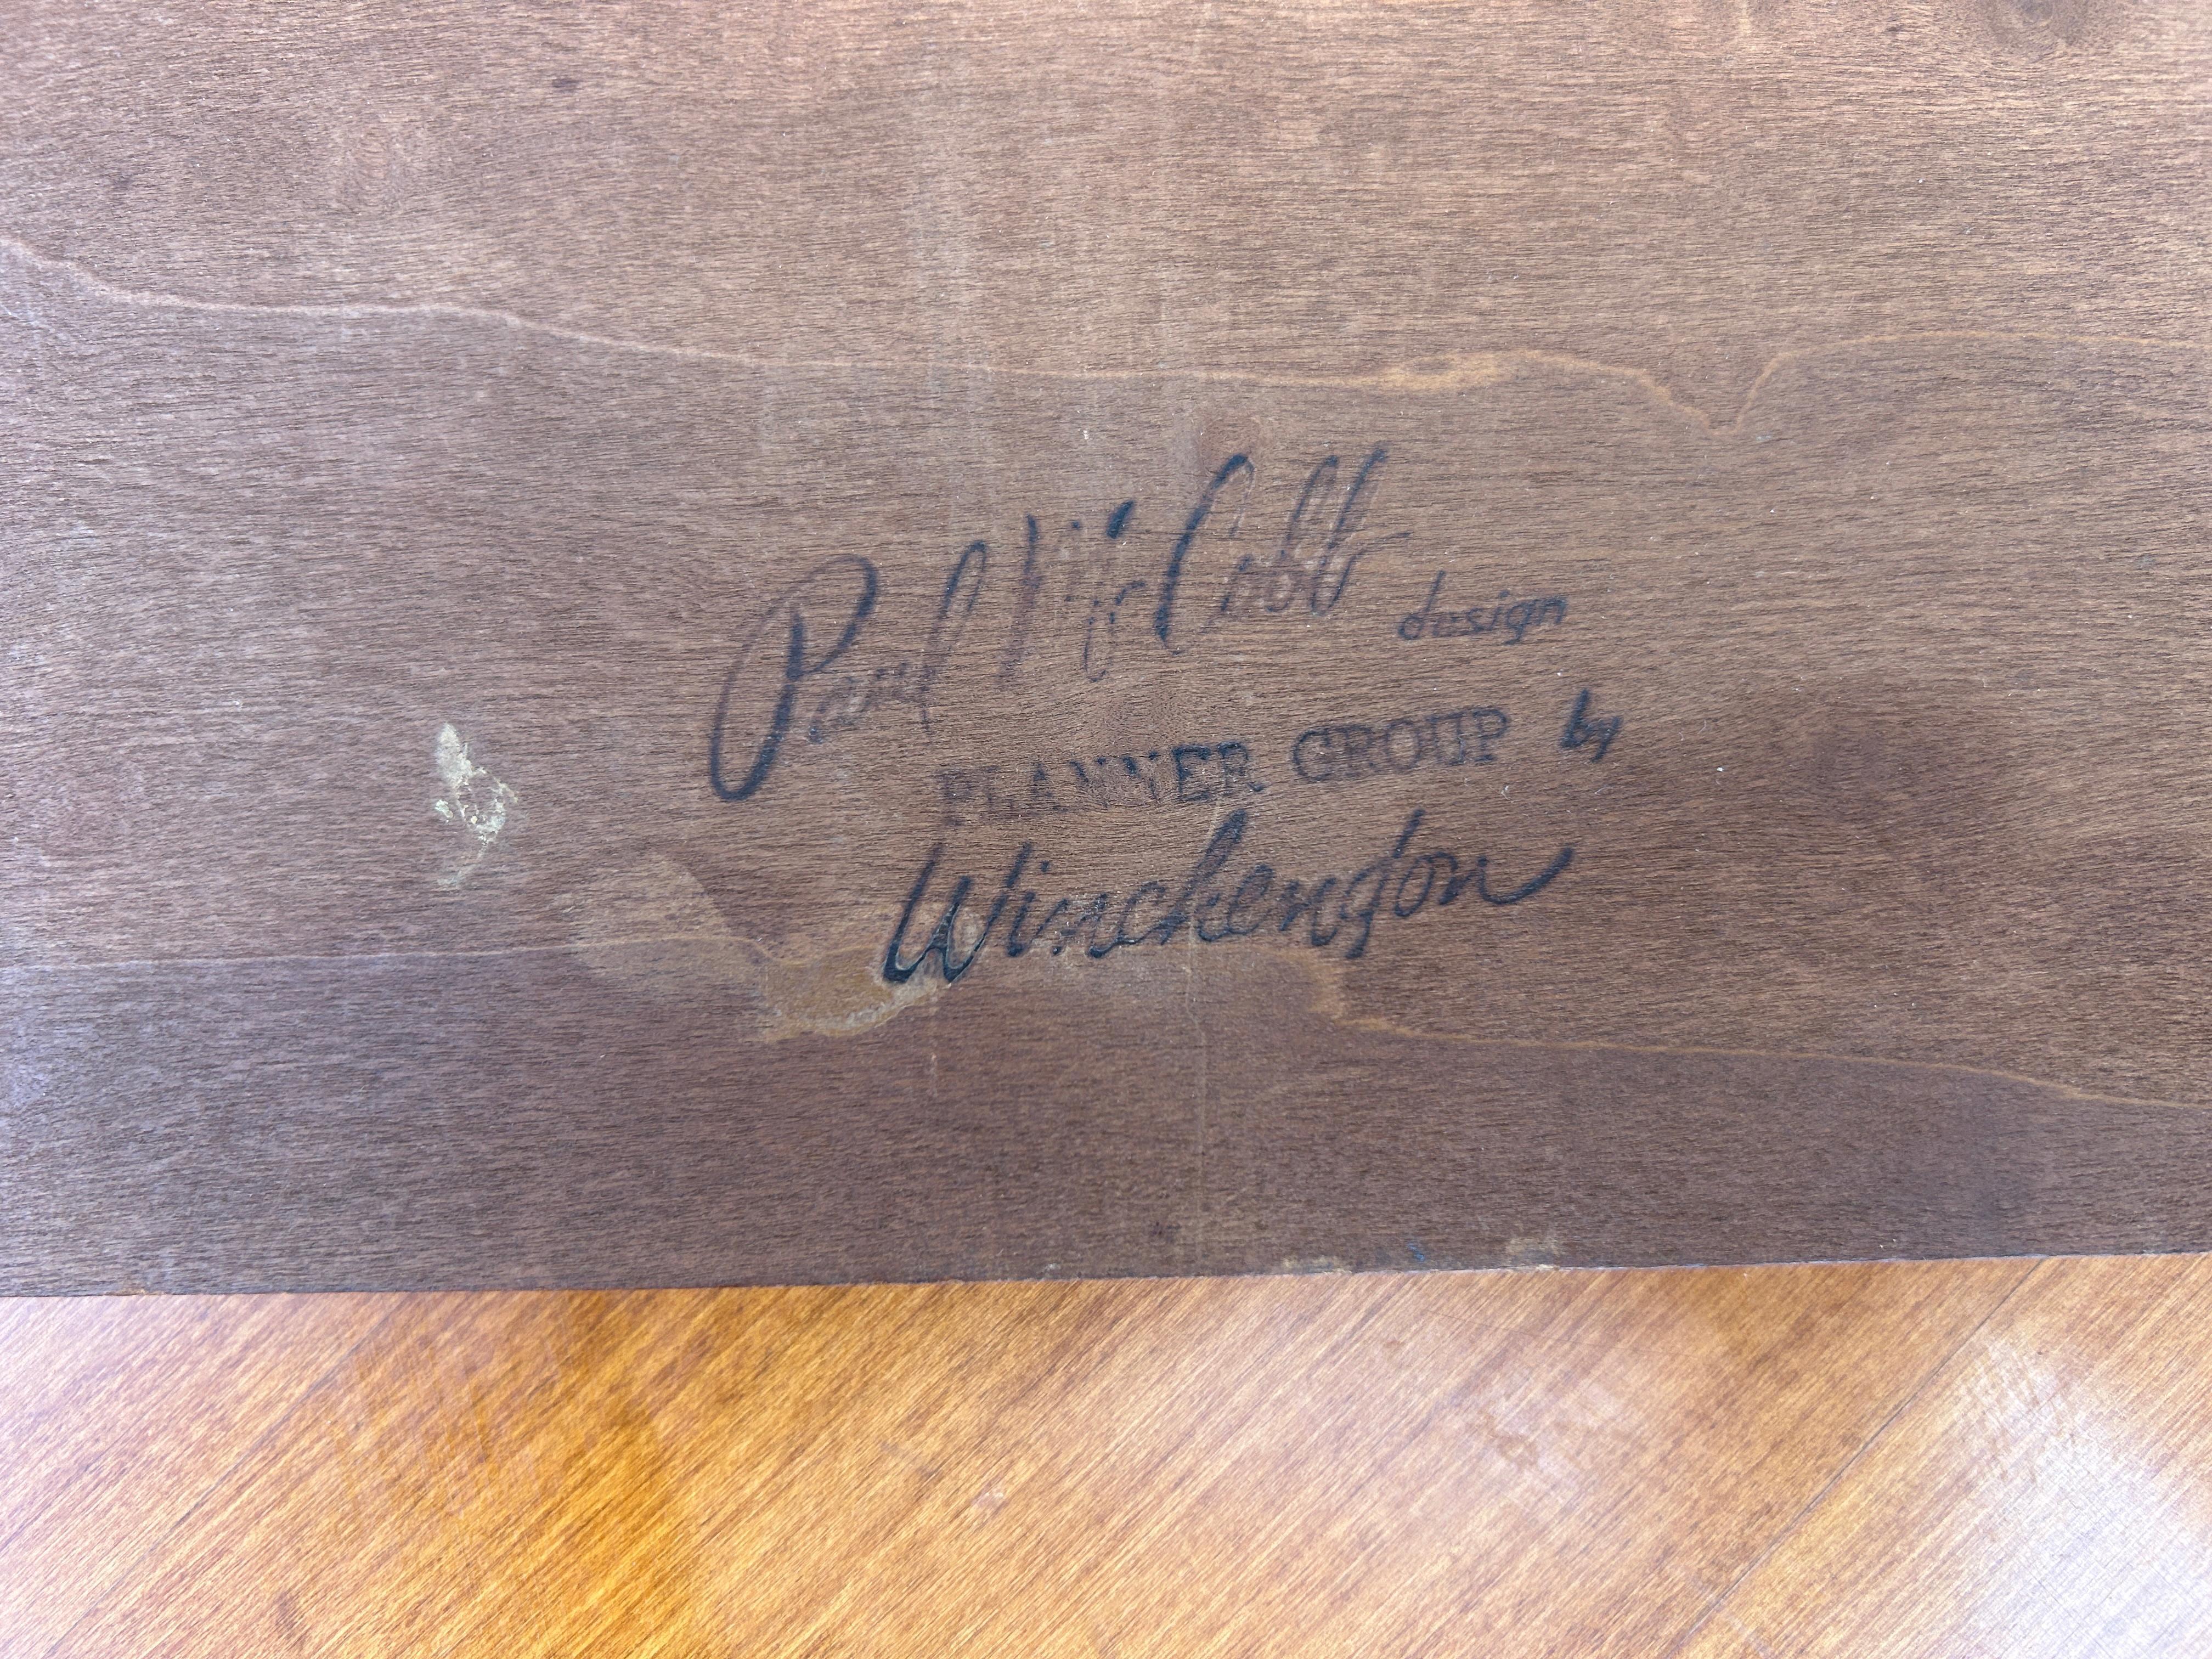 Paul McCobb design
PLANNER GROUP by
Winchendon